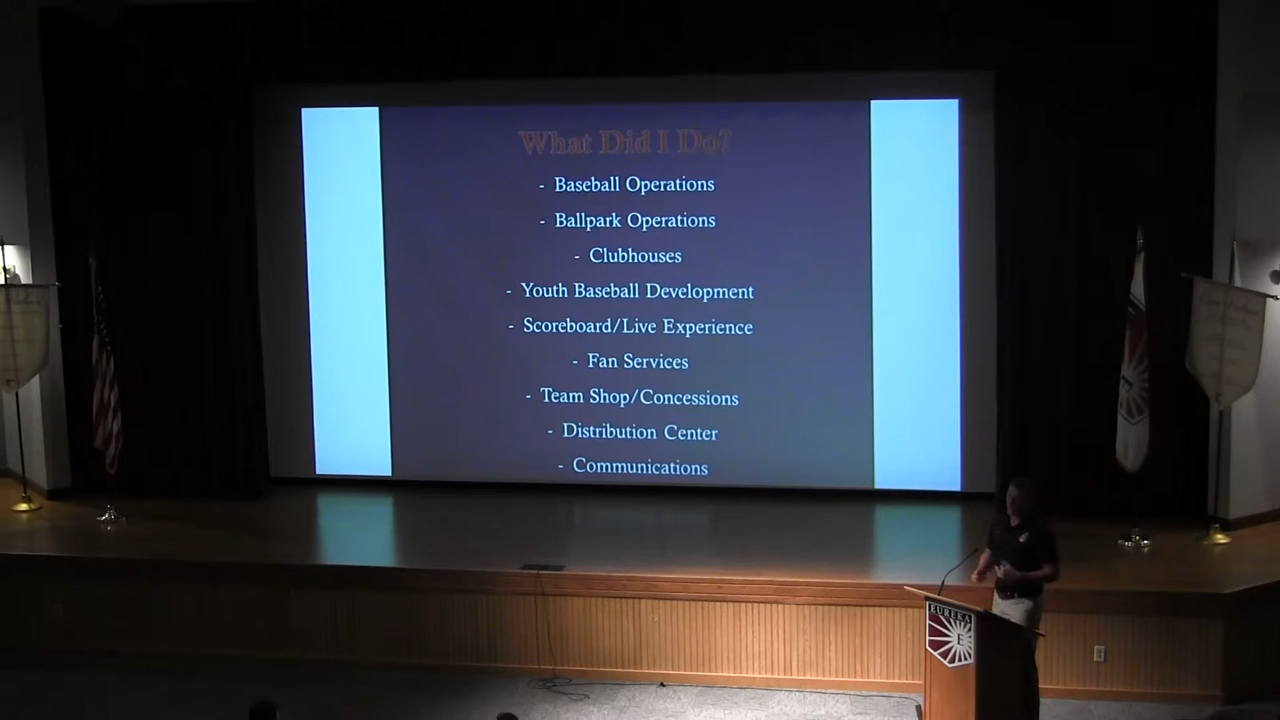 What Did I Do?
- Baseball Operations
- Ballpark Operations
- Clubhouses
- Youth Baseball Development
- Scoreboard/Live Experience
- Fan Services
- Team Shop/Concessions
- Distribution Center
- Communications
EUREKA
E